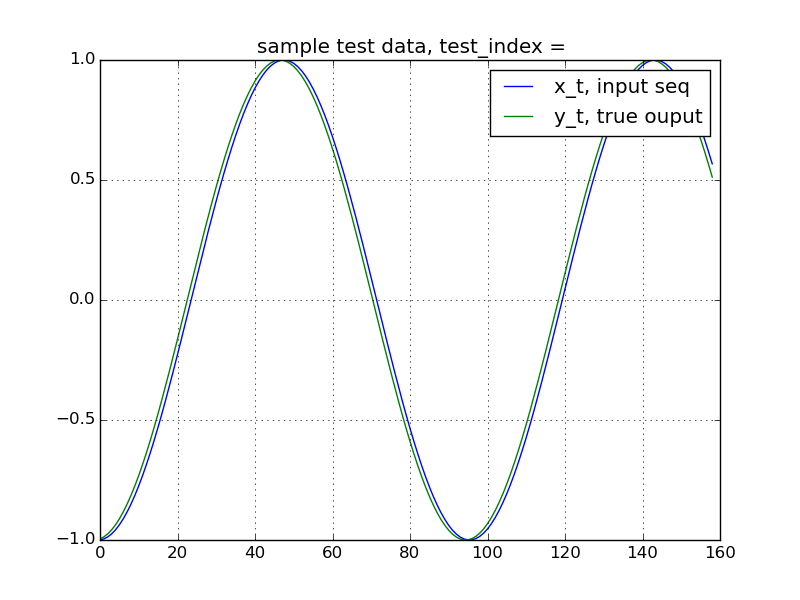 sample test data, test_index =
x_t, input seq
y_t, true ouput
1.0
0.5
0.0
−0.5
−1.0
0 20 40 60 80 100 120 140 160